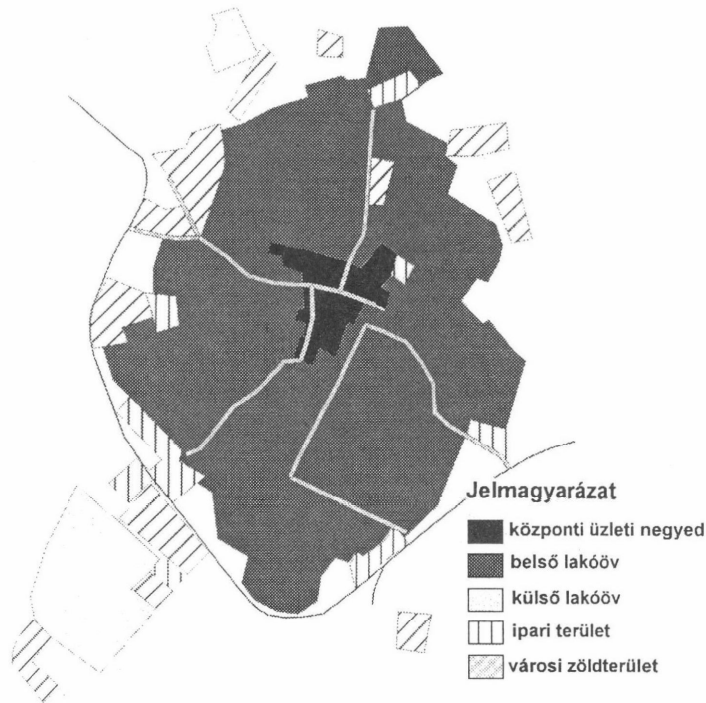 Jelmagyarázat
központi üzleti negyed
belső lakóöv
külső lakóöv
ipari terület
városi zöldterület